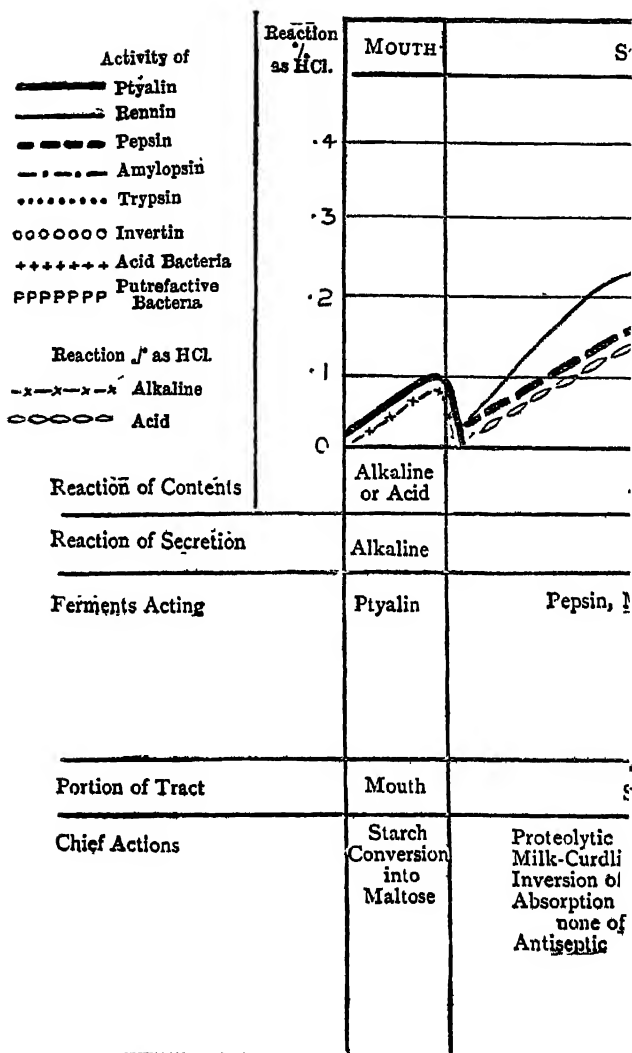 Reaction
%
as HCl.
MOUTH
Activity of
Ptyalin
Rennin
Pepsin
Amylopsin
Trypsin
Invertin
Acid Bacteria
Putrefactive
Bacteria
PPPPPPP
Reaction as HCl.
Alkaline
Acid
.4
.3
.2
.1
0
Reaction of Contents
Alkaline
or Acid
Reaction of Secretion
Alkaline
Ferments Acting
Ptyalin
Pepsin,
Portion of Tract
Mouth
Chief Actions
Starch
Conversion
into
Maltose
Proteolytic
Milk-Curdli
Inversion of
Absorption
none of
Antiseptic